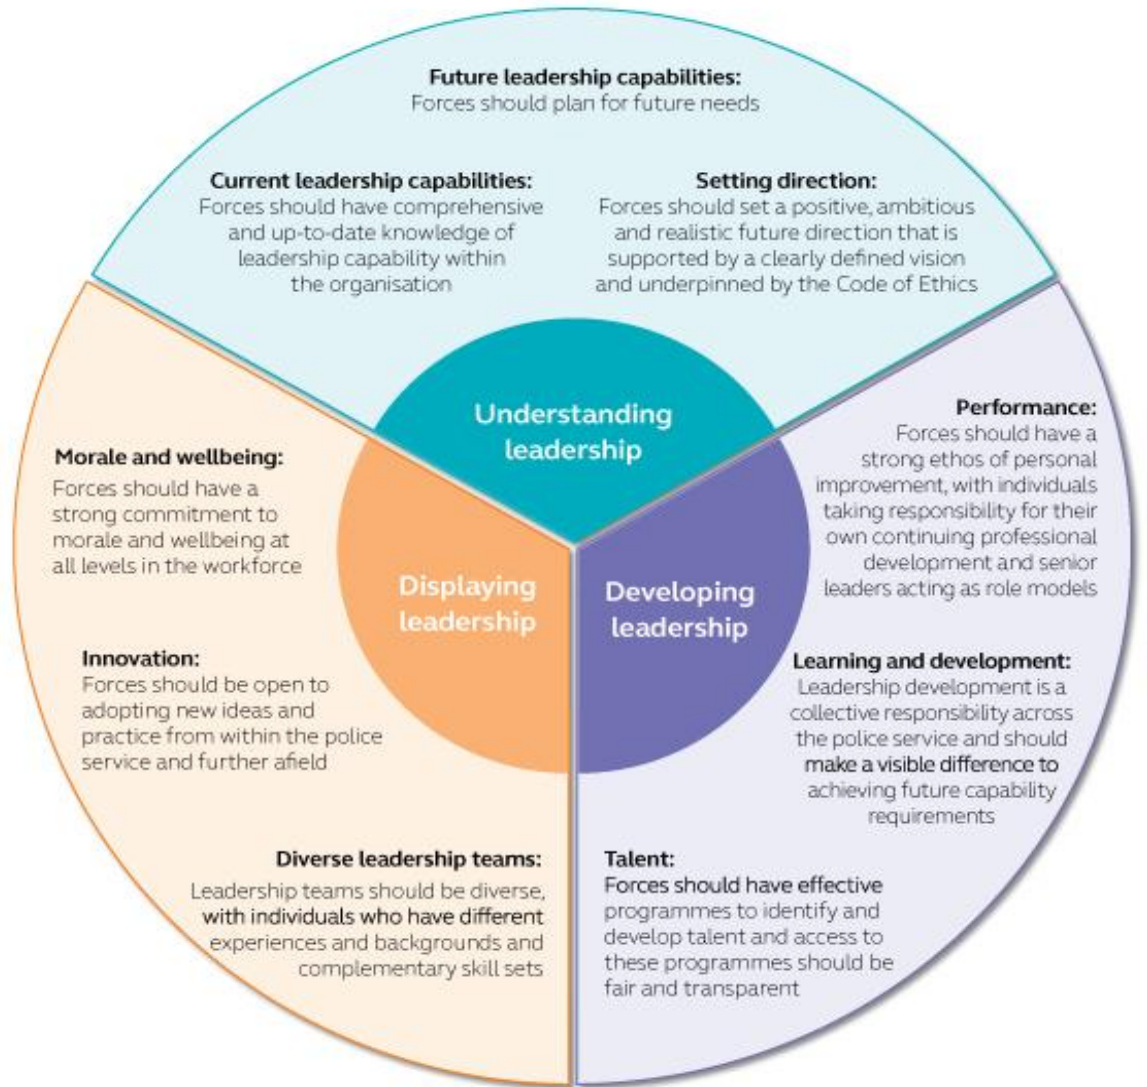 Future leadership capabilities:
Forces should plan for future needs
Current leadership capabilities:
Forces should have comprehensive
and up-to-date knowledge of
leadership capability within
the organisation
Setting direction:
Forces should set a positive, ambitious
and realistic future direction that is
supported by a clearly defined vision
and underpinned by the Code of Ethics
Understanding
leadership
Performance:
Forces should have a
strong ethos of personal
improvement, with individuals
taking responsibility for their
own continuing professional
development and senior
leaders acting as role models
Learning and development:
Leadership development is a
collective responsibility across
the police service and should
make a visible difference to
achieving future capability
requirements
Talent:
Forces should have effective
programmes to identify and
develop talent and access to
these programmes should be
fair and transparent
Developing
leadership
Morale and wellbeing:
Forces should have a
strong commitment to
morale and wellbeing at
all levels in the workforce
Innovation:
Forces should be open to
adopting new ideas and
practice from within the police
service and further afield
Diverse leadership teams:
Leadership teams should be diverse,
with individuals who have different
experiences and backgrounds and
complementary skill sets
Displaying
leadership